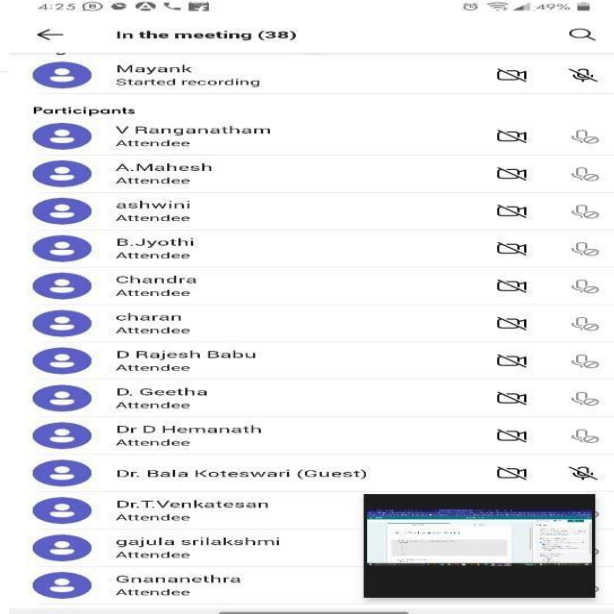 4:25
49%
In the meeting (38)
Mayank
Started recording
Participants
V Ranganatham
Attendee
A.Mahesh
Attendee
ashwini
Attendee
B.Jyothi
Attendee
Chandra
Attendee
charan
Attendee
D Rajesh Babu
Attendee
D. Geetha
Attendee
Dr D Hemanath
Attendee
Dr. Bala Koteswari (Guest)
Dr.T.Venkatesan
Attendee
gajula srilakshmi
Attendee
Gnananethra
Attendee